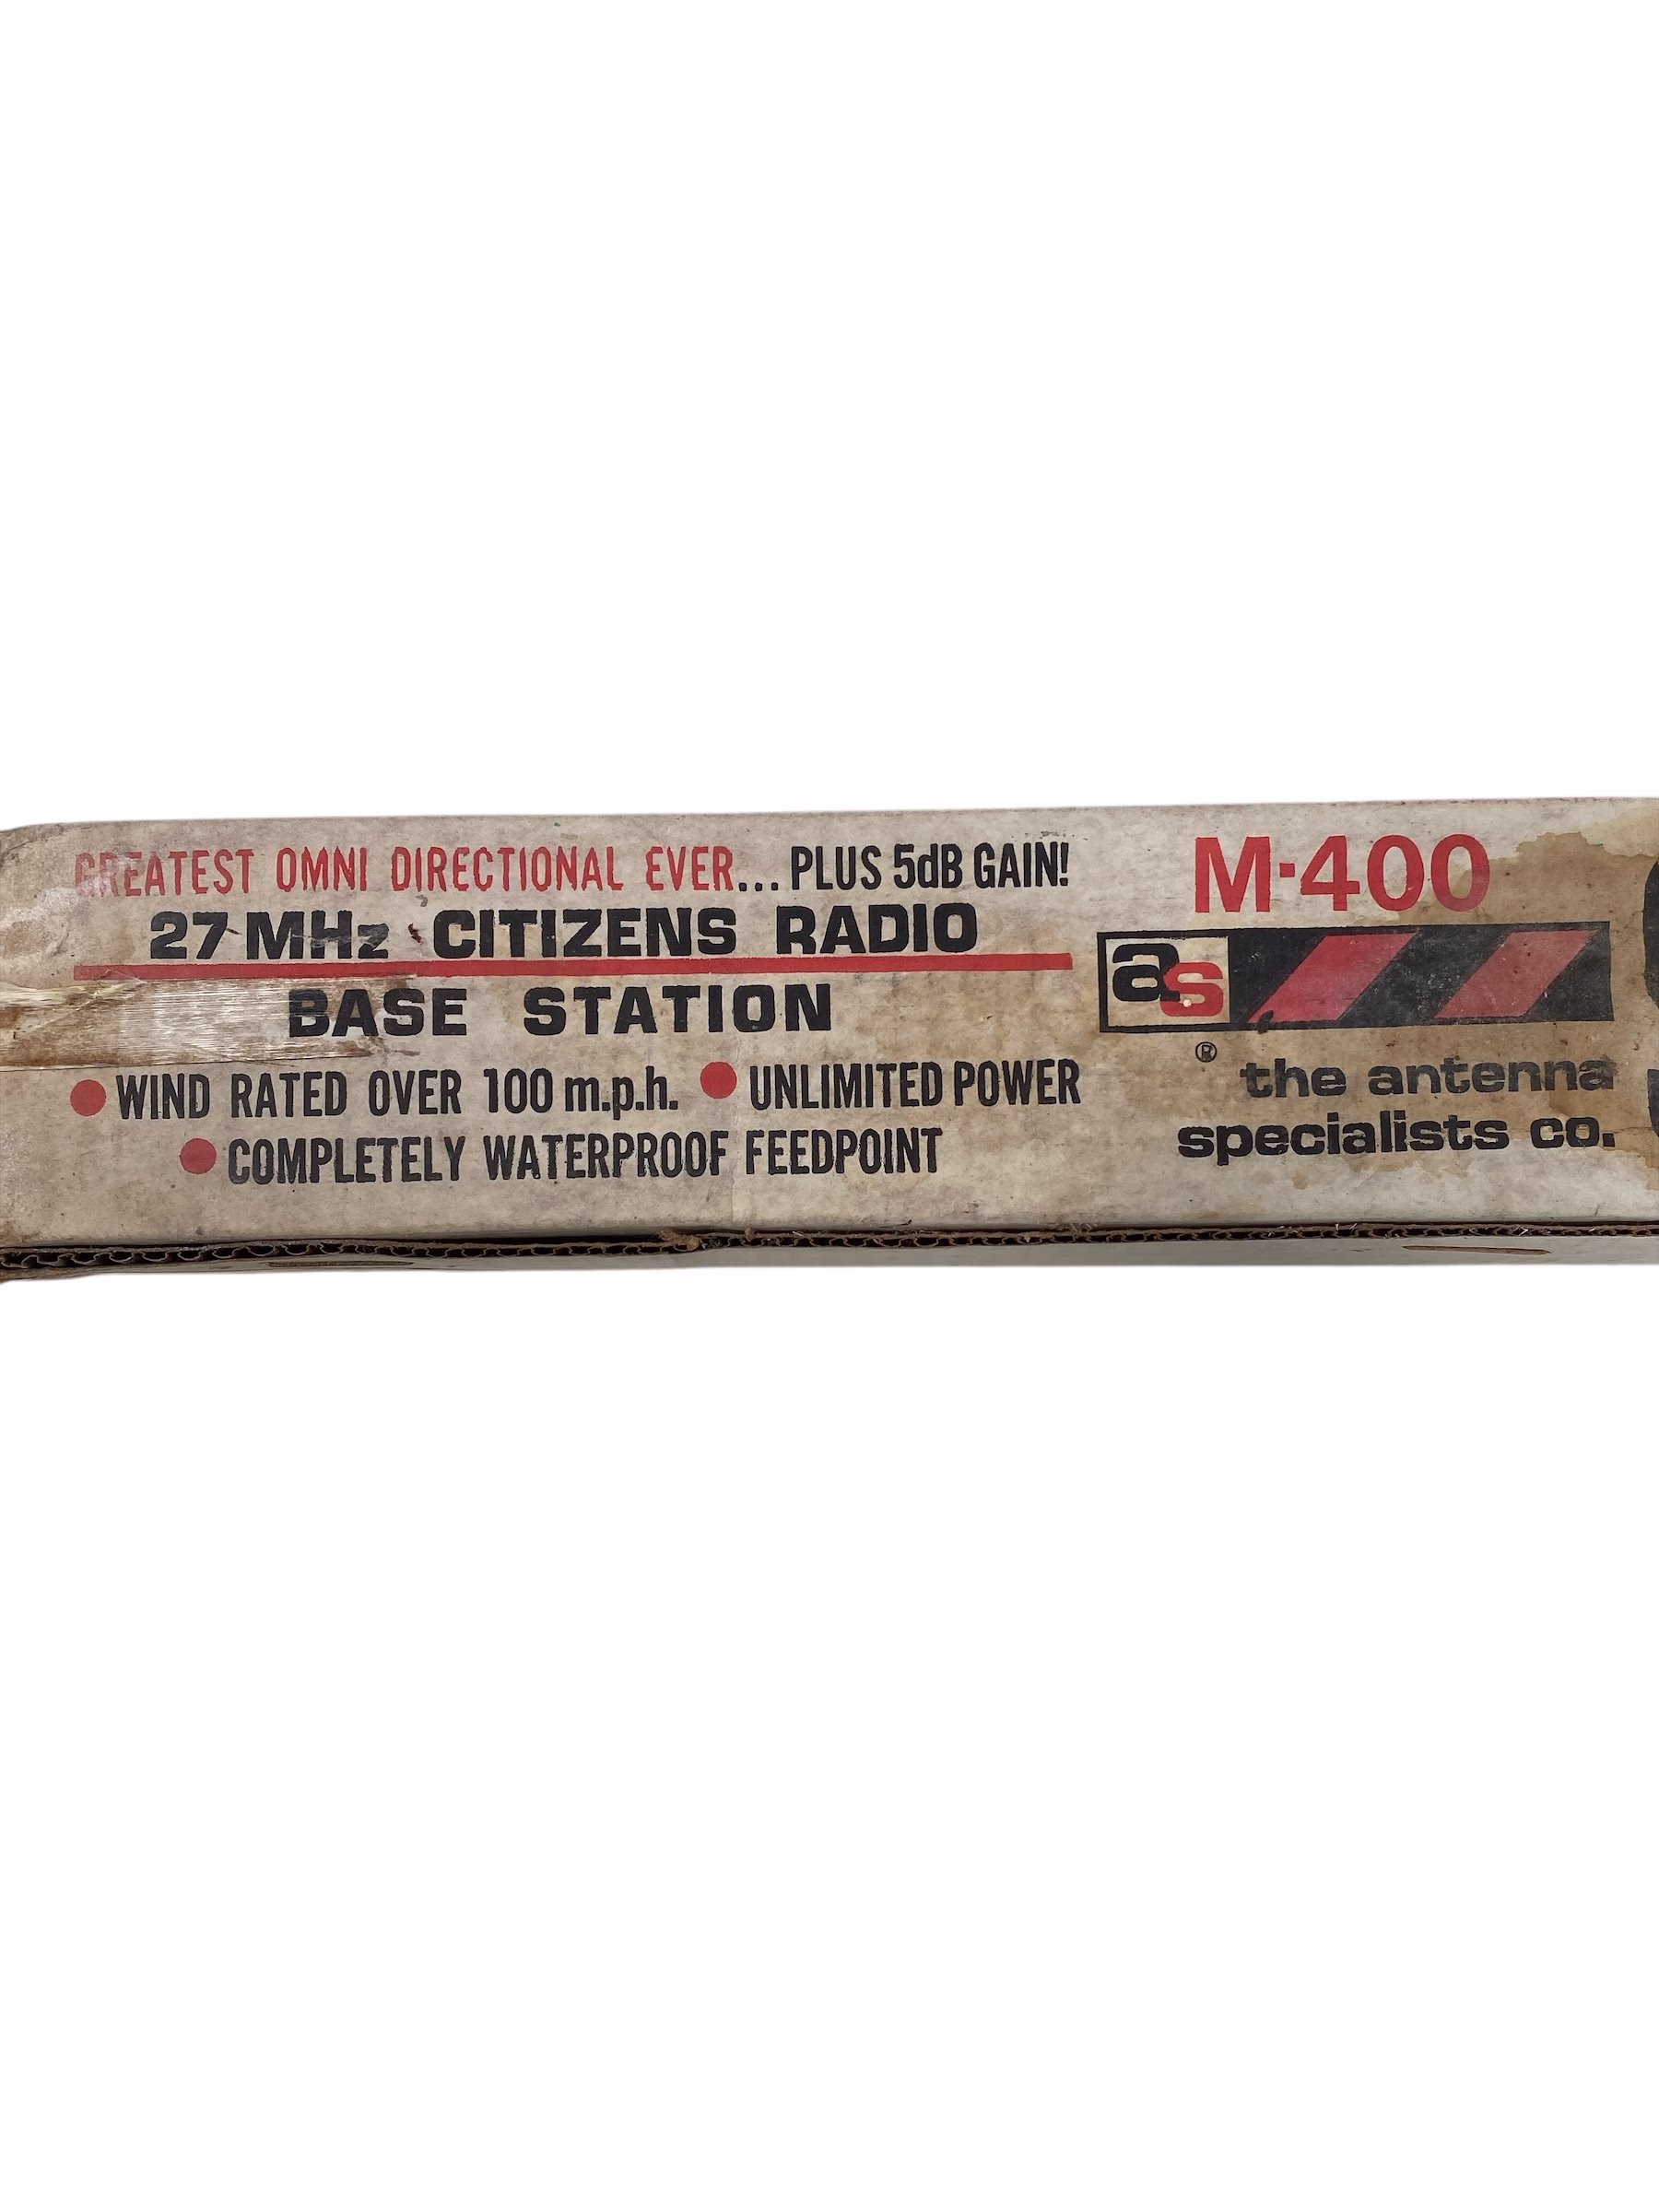 GREATEST OMNI DIRECTIONAL EVER... PLUS 5dB GAIN!
27 MHz CITIZENS RADIO
BASE STATION
● WIND RATED OVER 100 m.p.h. ● UNLIMITED POWER
● COMPLETELY WATERPROOF FEEDPOINT
M-400
as
®
the antenna
specialists co.